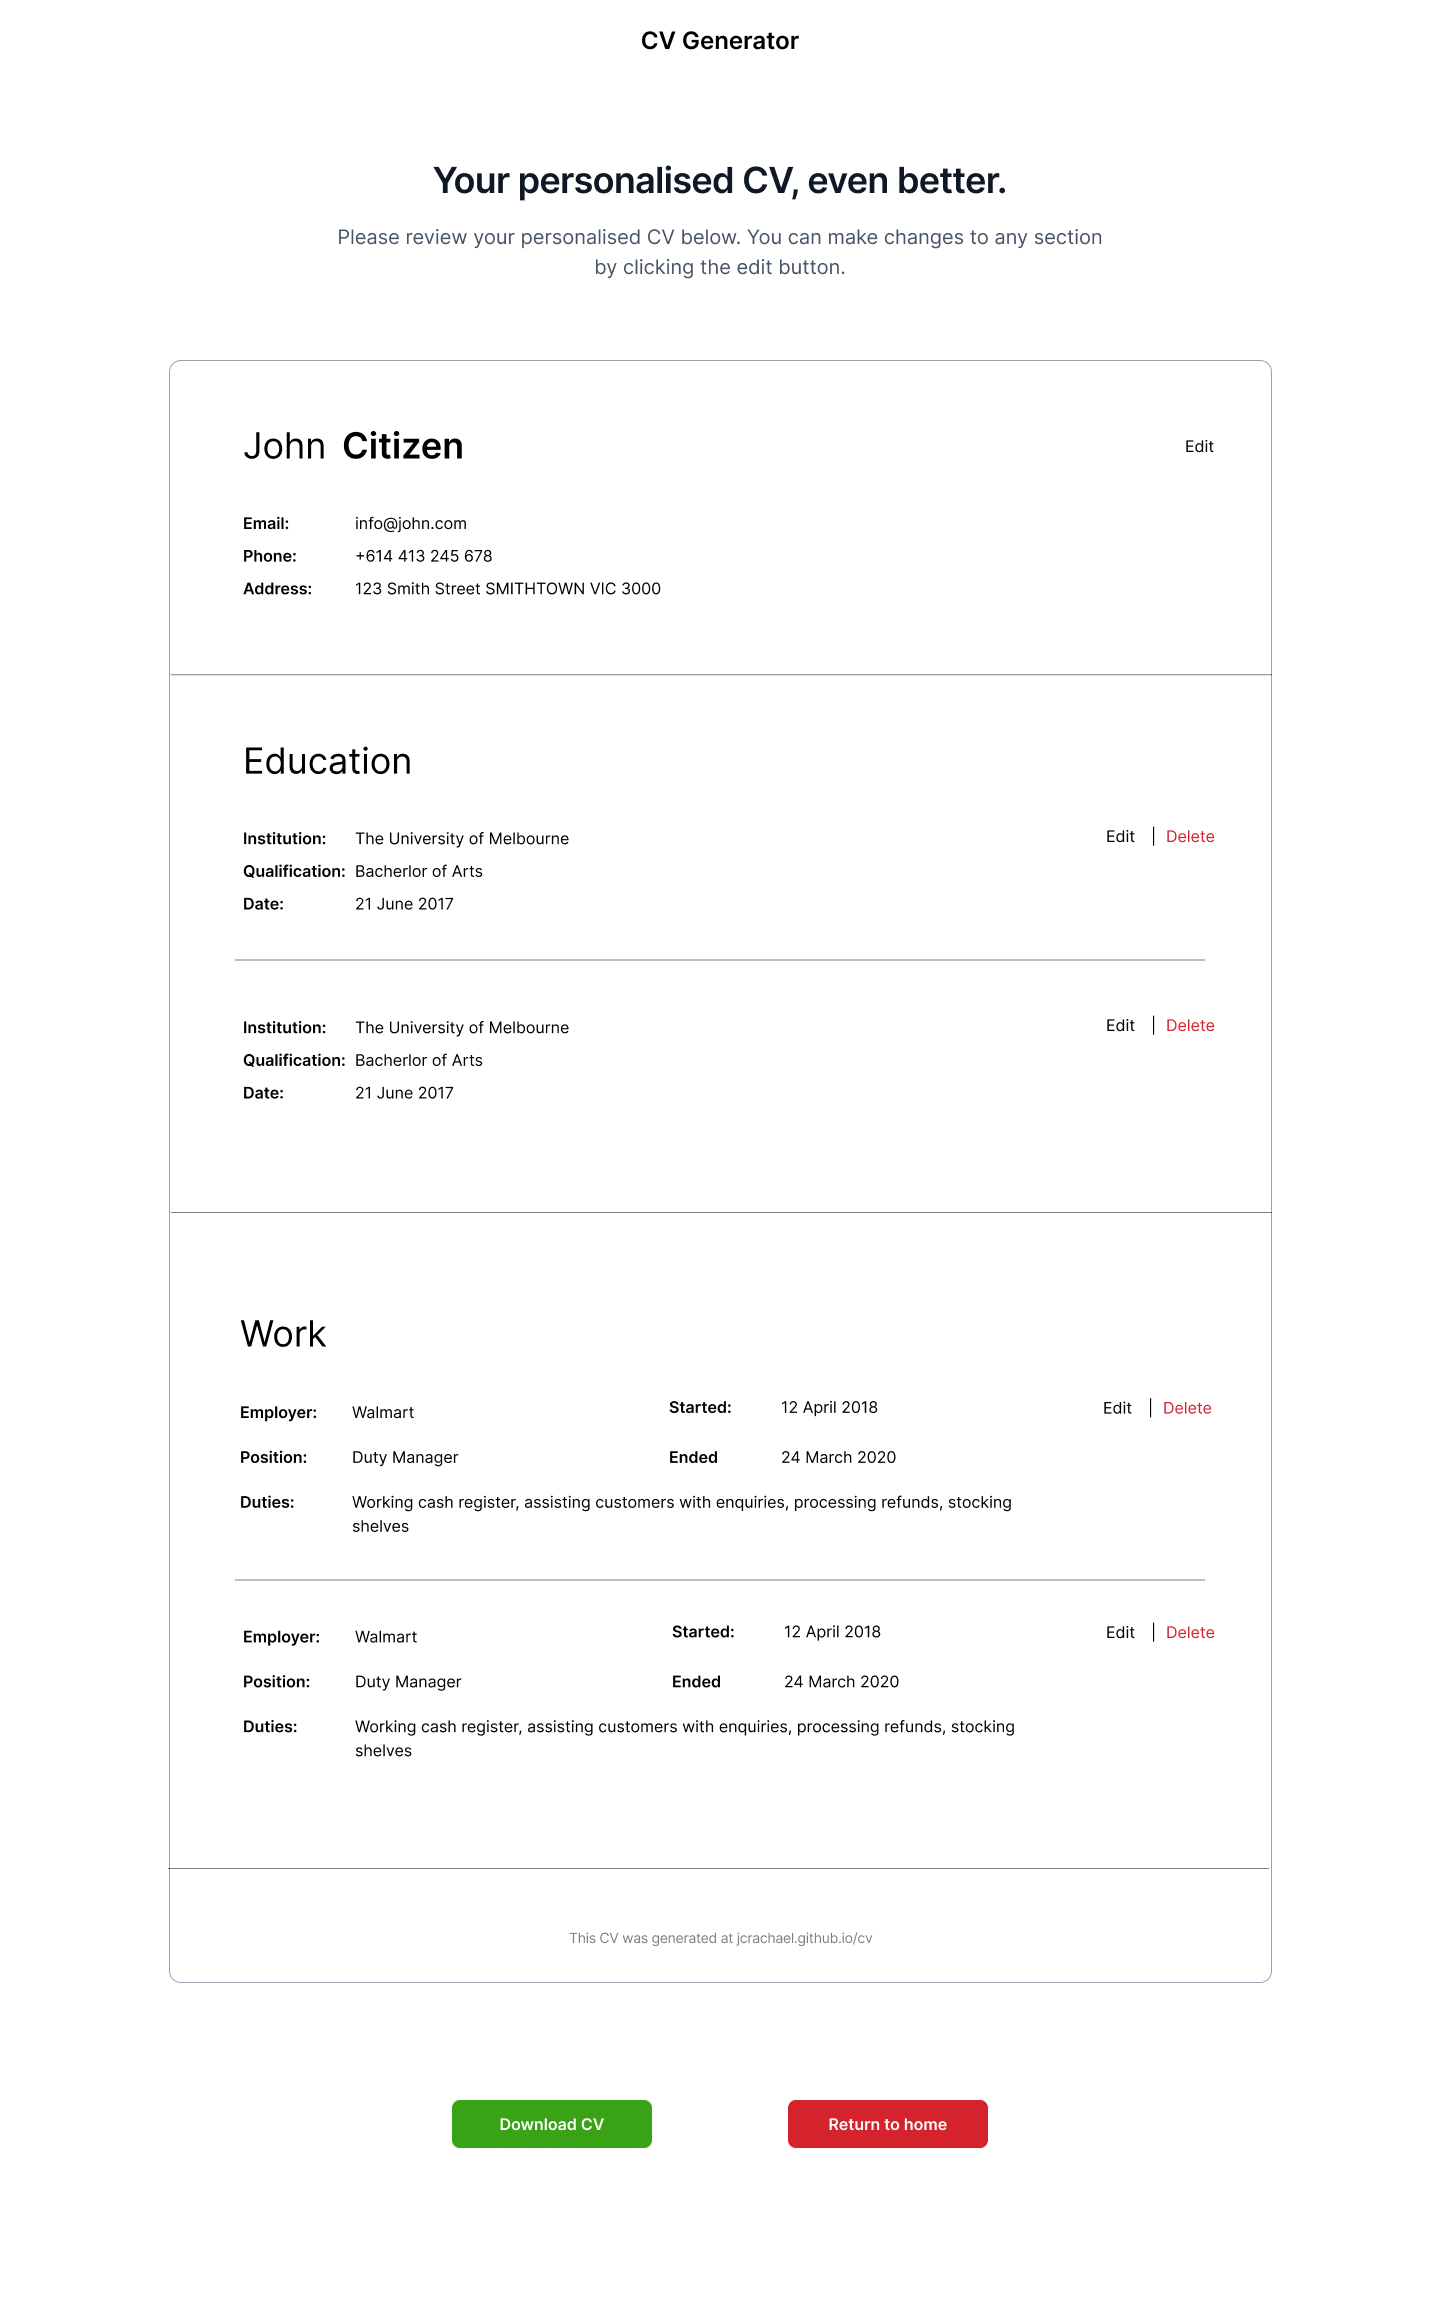 CV Generator
Your personalised CV, even better.
Please review your personalised CV below. You can make changes to any section
by clicking the edit button.
John Citizen
Edit
Email: info@john.com
Phone: +614 413 245 678
Address: 123 Smith Street SMITHTOWN VIC 3000
Education
Institution: The University of Melbourne
Edit | Delete
Qualification: Bacherlor of Arts
Date: 21 June 2017
Institution: The University of Melbourne
Edit | Delete
Qualification: Bacherlor of Arts
Date: 21 June 2017
Work
Employer: Walmart
Started: 12 April 2018
Edit | Delete
Position: Duty Manager
Ended 24 March 2020
Duties: Working cash register, assisting customers with enquiries, processing refunds, stocking
shelves
Employer: Walmart
Started: 12 April 2018
Edit | Delete
Position: Duty Manager
Ended 24 March 2020
Duties: Working cash register, assisting customers with enquiries, processing refunds, stocking
shelves
This CV was generated at jcrachael.github.io/cv
Download CV
Return to home